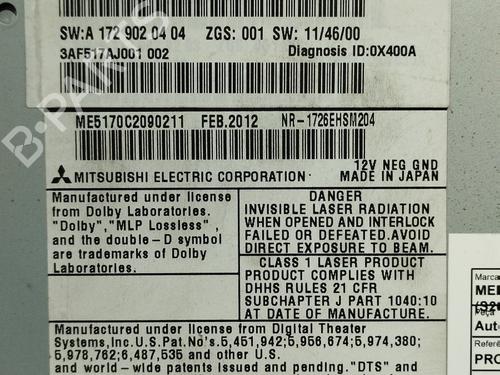 SW:A 172 902 04 04 ZGS: 001 SW: 11/46/00
3AF517AJ001 002 Diagnosis ID:0X400A
ME5170C2090211 FEB.2012 NR-1726EHSM204
12V NEG GND
MITSUBISHI ELECTRIC CORPORATION MADE IN JAPAN
Manufactured under license
from Dolby Laboratories.
"Dolby","MLP Lossless" ,
and the double-D symbol
are trademarks of Dolby
Laboratories.
DANGER
INVISIBLE LASER RADIATION
WHEN OPENED AND INTERLOCK
FAILED OR DEFEATED.AVOID
DIRECT EXPOSURE TO BEAM.
CLASS 1 LASER PRODUCT
PRODUCT COMPLIES WITH
DHHS RULES 21 CFR
SUBCHAPTER J PART 1040:10
AT DATE OF MANUFACTURE.
Manufactured under license from Digital Theater
Systems,Inc.U.S.Pat.No's.5,451,942;5,956,674;5,974,380;
5,978,762;6,487,535 and other U.S.
and world-wide patents issued and pending."DTS" and
Marca
Peça
Auto
Referê
PRO
B-PARTS